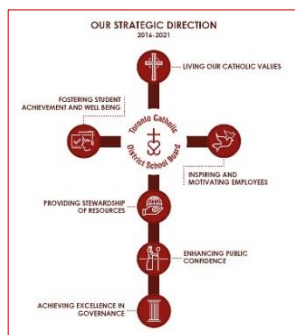 OUR STRATEGIC DIRECTION
2016-2021
LIVING OUR CATHOLIC VALUES
FOSTERING STUDENT
ACHIEVEMENT AND WELL BEING
Toronto Catholic
District School Board
INSPIRING AND
MOTIVATING EMPLOYEES
PROVIDING STEWARDSHIP
OF RESOURCES
ENHANCING PUBLIC
CONFIDENCE
ACHIEVING EXCELLENCE IN
GOVERNANCE